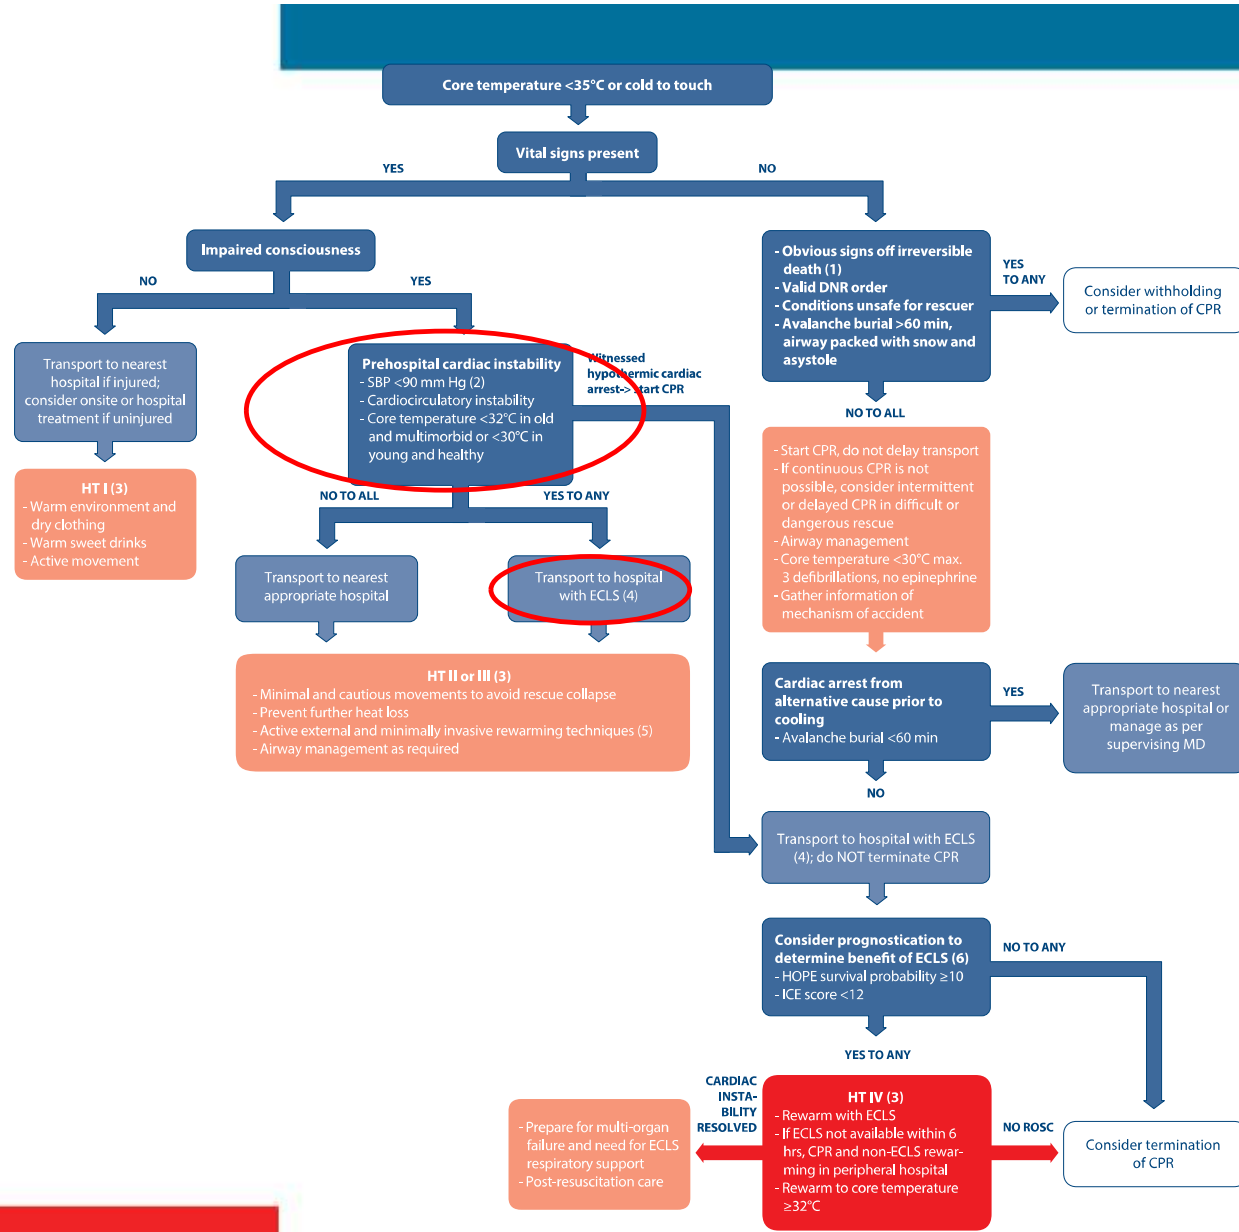 Core temperature <35°C or cold to touch
Vital signs present
YES
NO
Impaired consciousness
NO
YES
Transport to nearest
hospital if injured;
consider onsite or hospital
treatment if uninjured
HT I (3)
- Warm environment and
dry clothing
- Warm sweet drinks
- Active movement
Prehospital cardiac instability
- SBP <90 mm Hg (2)
- Cardiocirculatory instability
- Core temperature <32°C in old
and multimorbid or <30°C in
young and healthy
Witnessed
hypothermic cardiac
arrest-> start CPR
NO TO ALL
YES TO ANY
Transport to nearest
appropriate hospital
Transport to hospital
with ECLS (4)
HT II or III (3)
- Minimal and cautious movements to avoid rescue collapse
- Prevent further heat loss
- Active external and minimally invasive rewarming techniques (5)
- Airway management as required
- Obvious signs off irreversible
death (1)
- Valid DNR order
- Conditions unsafe for rescuer
- Avalanche burial >60 min,
airway packed with snow and
asystole
YES
TO ANY
Consider withholding
or termination of CPR
NO TO ALL
- Start CPR, do not delay transport
- If continuous CPR is not
possible, consider intermittent
or delayed CPR in difficult or
dangerous rescue
- Airway management
- Core temperature <30°C max.
3 defibrillations, no epinephrine
- Gather information of
mechanism of accident
Cardiac arrest from
alternative cause prior to
cooling
- Avalanche burial <60 min
YES
Transport to nearest
appropriate hospital or
manage as per
supervising MD
NO
Transport to hospital with ECLS
(4); do NOT terminate CPR
Consider prognostication to
determine benefit of ECLS (6)
- HOPE survival probability ≥10
- ICE score <12
NO TO ANY
YES TO ANY
HT IV (3)
- Rewarm with ECLS
- If ECLS not available within 6
hrs, CPR and non-ECLS rewar-
ming in peripheral hospital
- Rewarm to core temperature
≥32°C
CARDIAC
INSTA-
BILITY
RESOLVED
- Prepare for multi-organ
failure and need for ECLS
respiratory support
- Post-resuscitation care
NO ROSC
Consider termination
of CPR